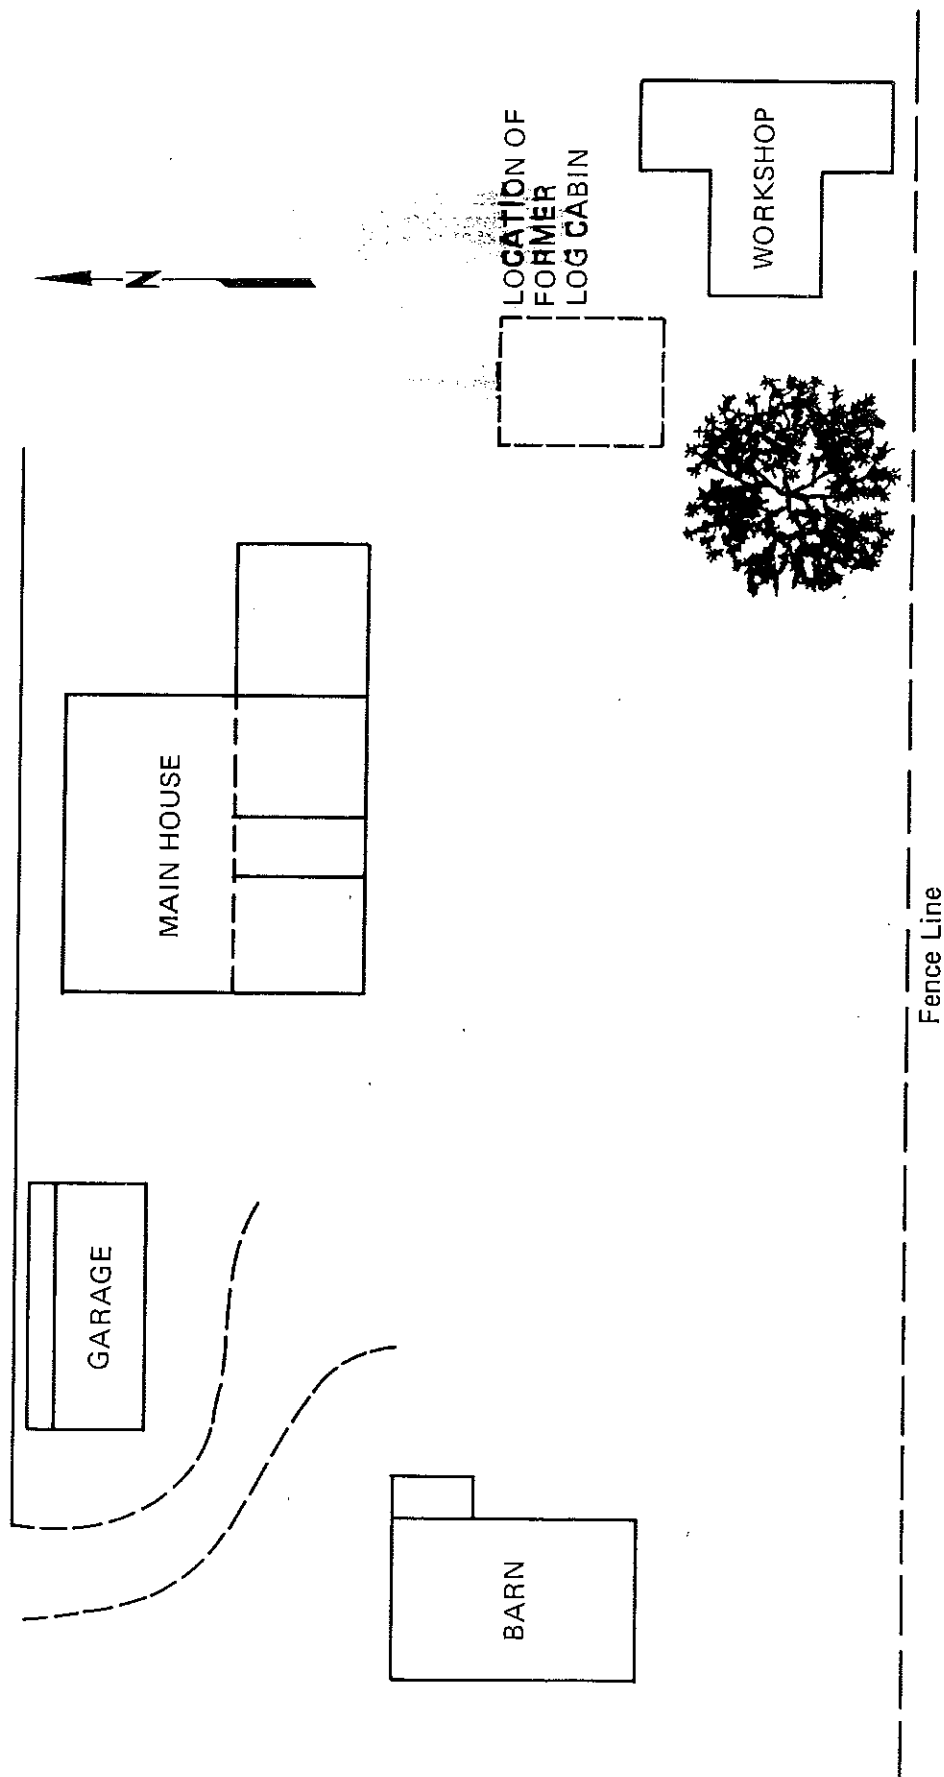 N
LOCATION OF
FORMER
LOG CABIN
WORKSHOP
MAIN HOUSE
GARAGE
BARN
Fence Line